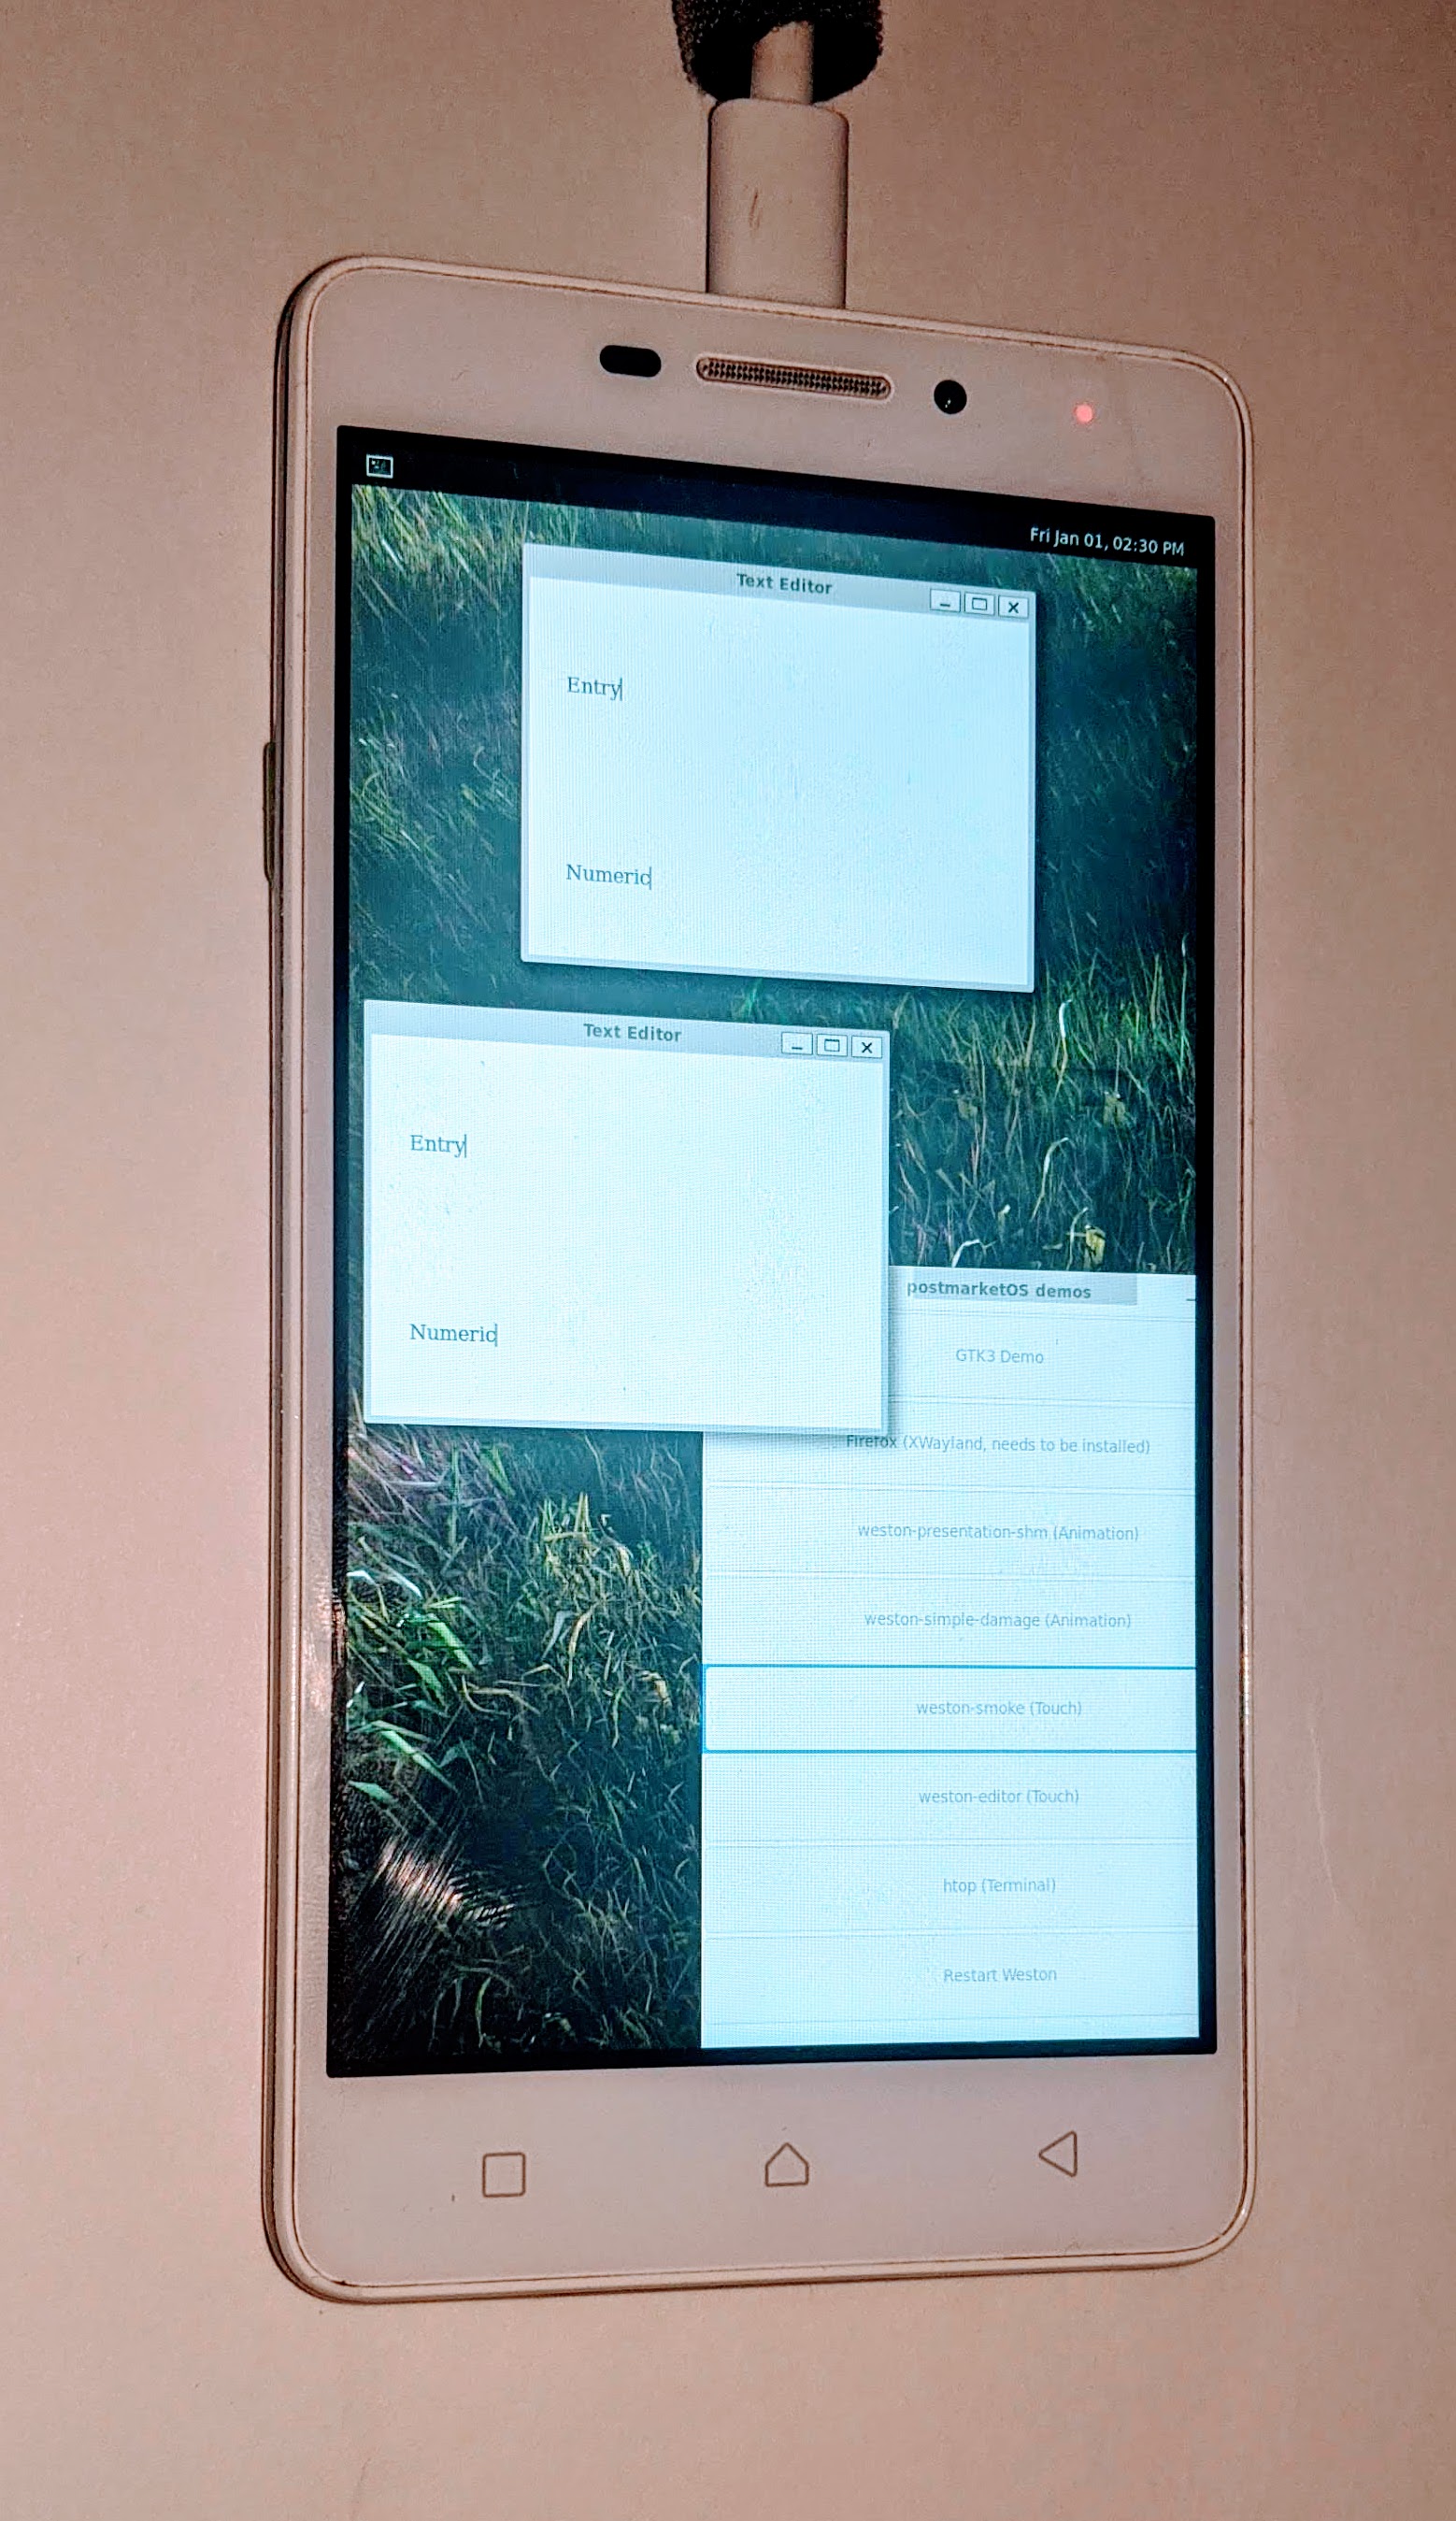 Fri Jan 01, 02:30 PM
Text Editor
Entry
Numeric
Text Editor
Entry
Numeric
postmarketOS demos
GTK3 Demo
Firefox (XWayland, needs to be installed)
weston-presentation-shm (Animation)
weston-simple-damage (Animation)
weston-smoke (Touch)
weston-editor (Touch)
htop (Terminal)
Restart Weston